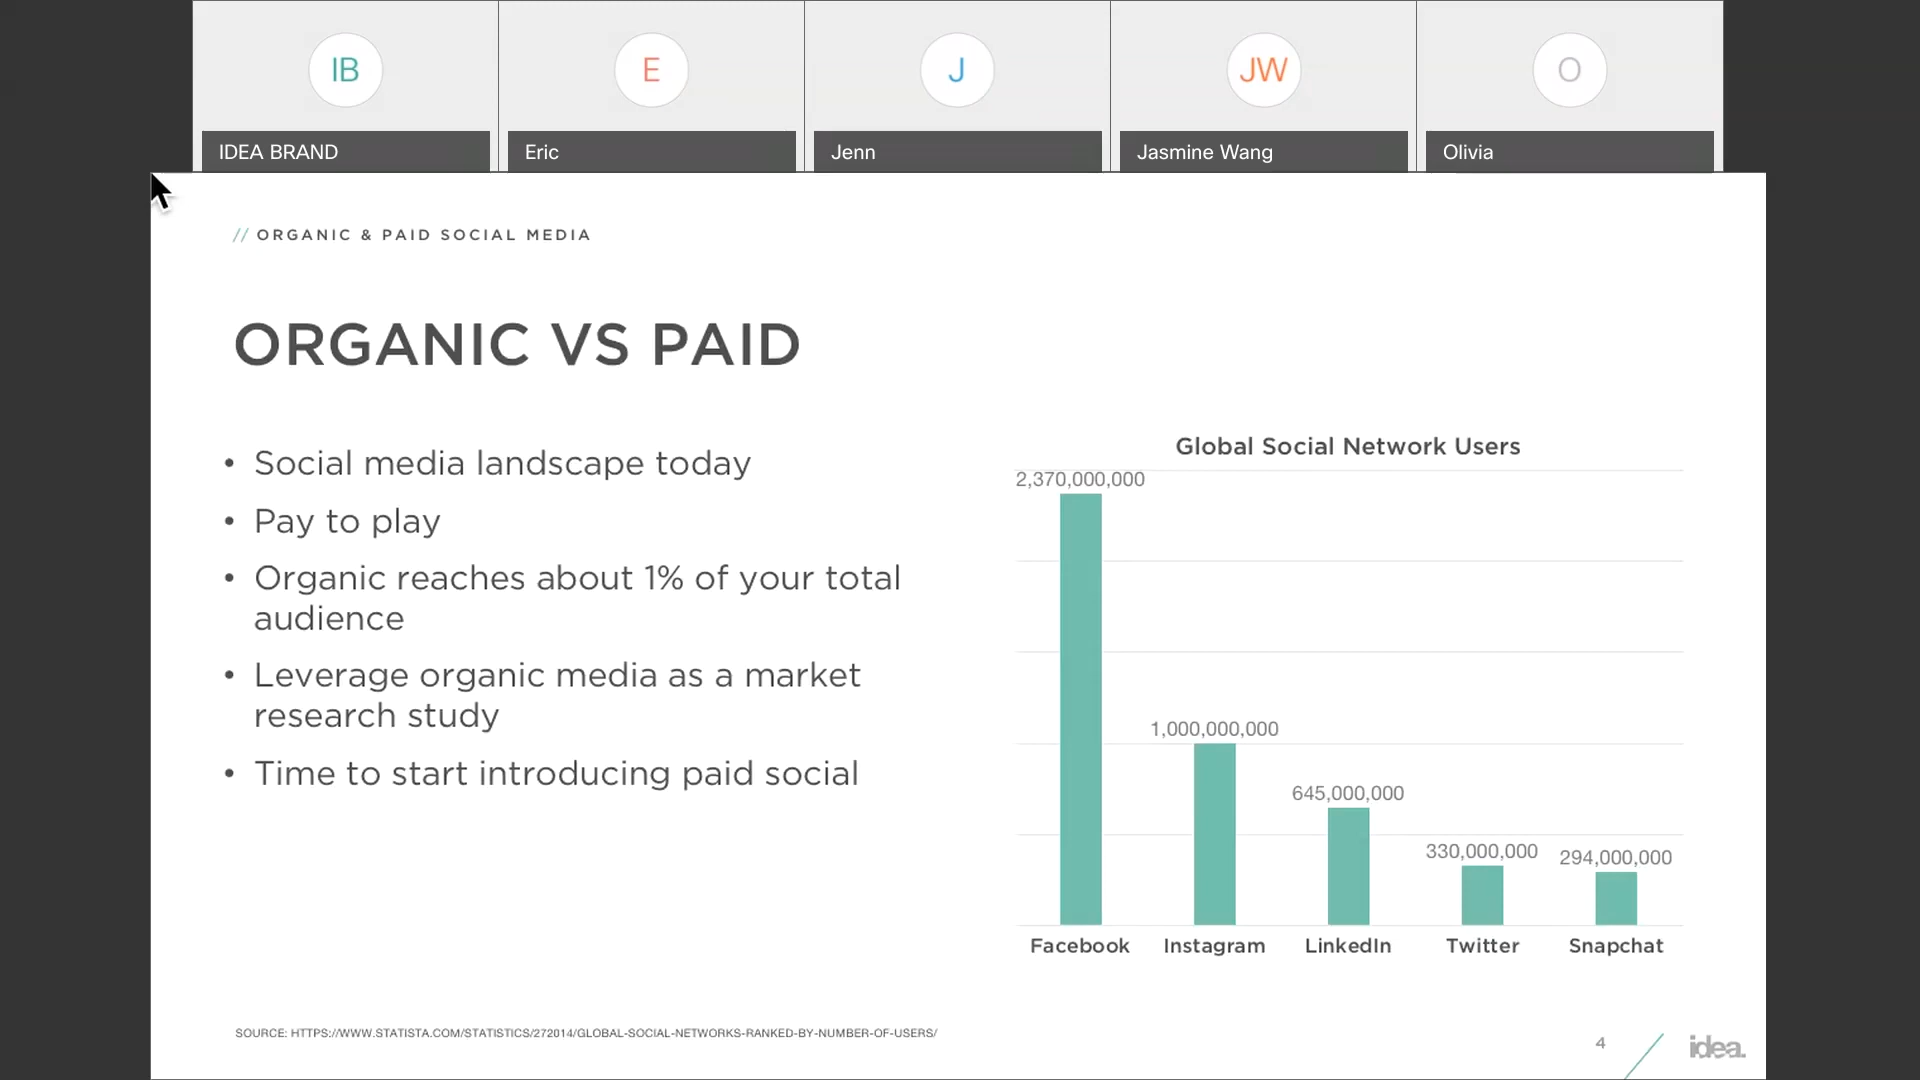 IB
E
J
JW
O
IDEA BRAND
Eric
Jenn
Jasmine Wang
Olivia
// ORGANIC & PAID SOCIAL MEDIA
ORGANIC VS PAID
• Social media landscape today
• Pay to play
• Organic reaches about 1% of your total
audience
• Leverage organic media as a market
research study
• Time to start introducing paid social
Global Social Network Users
2,370,000,000
1,000,000,000
645,000,000
330,000,000
294,000,000
Facebook
Instagram
LinkedIn
Twitter
Snapchat
SOURCE: HTTPS://WWW.STATISTA.COM/STATISTICS/272014/GLOBAL-SOCIAL-NETWORKS-RANKED-BY-NUMBER-OF-USERS/
4
idea.